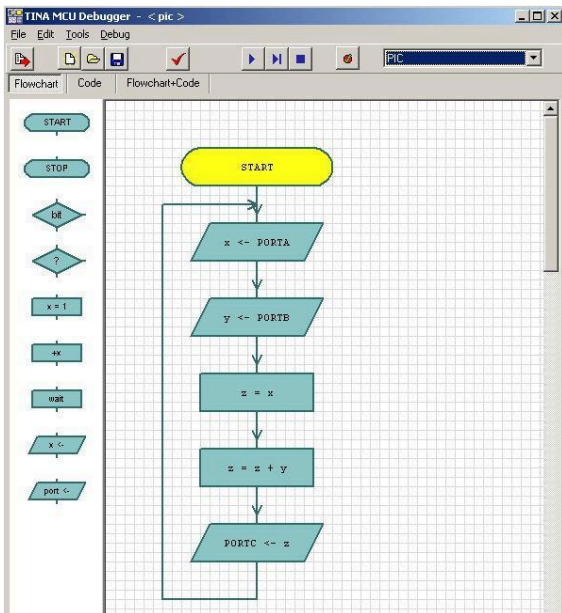 TINA MCU Debugger - < pic >
File Edit Tools Debug
PIC
Flowchart Code Flowchart+Code
START
STOP
bit
?
x = 1
+x
wait
x <-
port <-
START
x <- PORTA
y <- PORTB
z = x
z = z + y
PORTC <- z